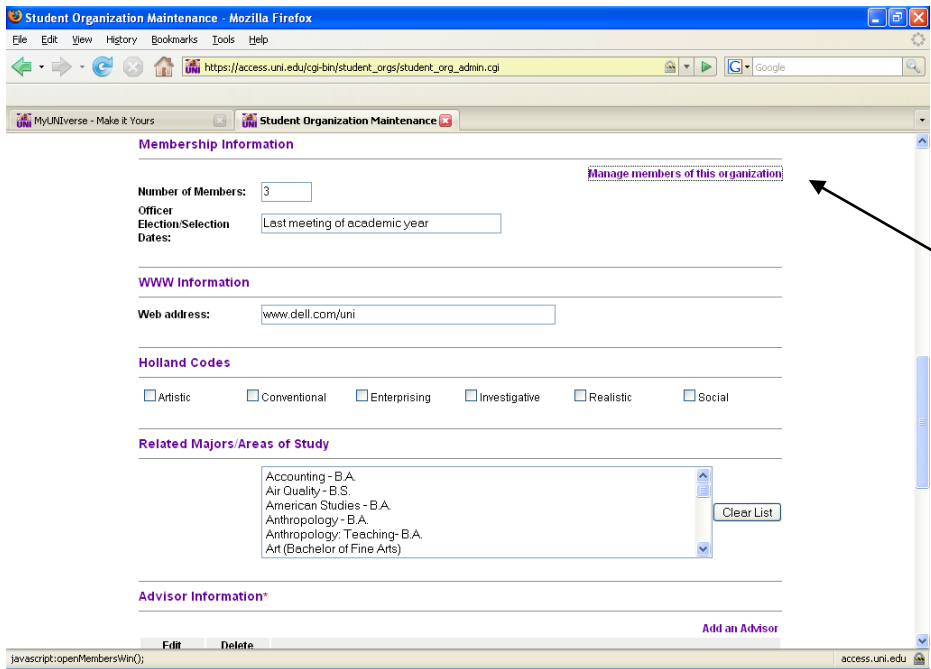 Student Organization Maintenance - Mozilla Firefox
File Edit View History Bookmarks Tools Help
UNI https://access.uni.edu/cgi-bin/student_orgs/student_org_admin.cgi G Google
UNI MyUNIverse - Make it Yours UNI Student Organization Maintenance
Membership Information
Manage members of this organization
Number of Members: 3
Officer
Election/Selection Last meeting of academic year
Dates:
WWW Information
Web address: www.dell.com/uni
Holland Codes
Artistic Conventional Enterprising Investigative Realistic Social
Related Majors/Areas of Study
Accounting - B.A.
Air Quality - B.S.
American Studies - B.A.
Anthropology - B.A.
Clear List
Anthropology: Teaching- B.A.
Art (Bachelor of Fine Arts)
Advisor Information*
Add an Advisor
Edit Delete
javascript:openMembersWin(); access.uni.edu